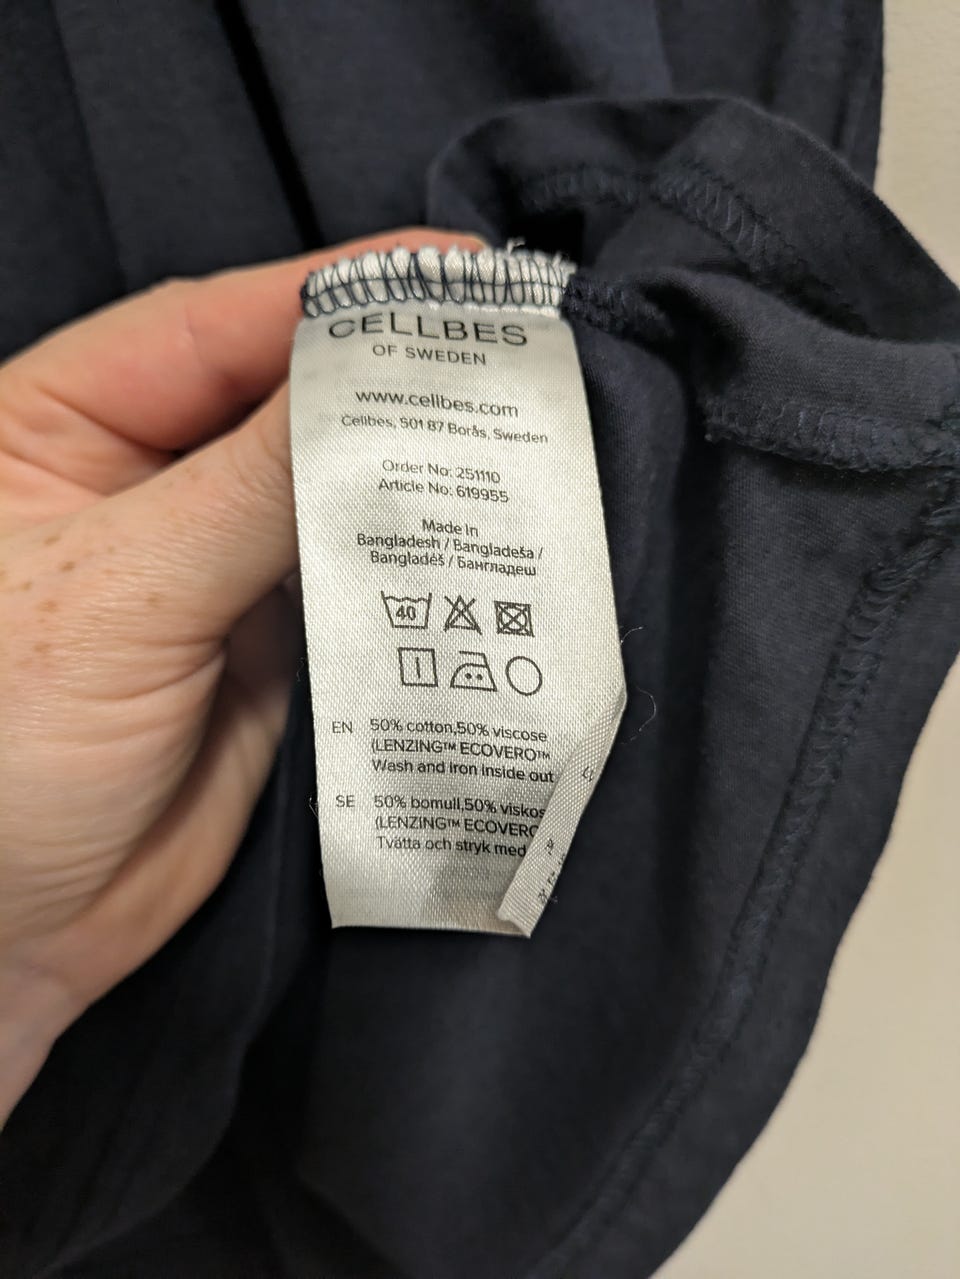 CELLBES
OF SWEDEN
www.cellbes.com
Cellbes, 501 87 Borås, Sweden
Order No: 251110
Article No: 619955
Made in
Bangladesh / Bangladeša /
Bangladéš / Бангладеш
40
EN 50% cotton,50% viscose
(LENZING™ ECOVERO™
Wash and iron inside out
SE 50% bomull,50% viskos
(LENZING™ ECOVERO
Tvätta och stryk med